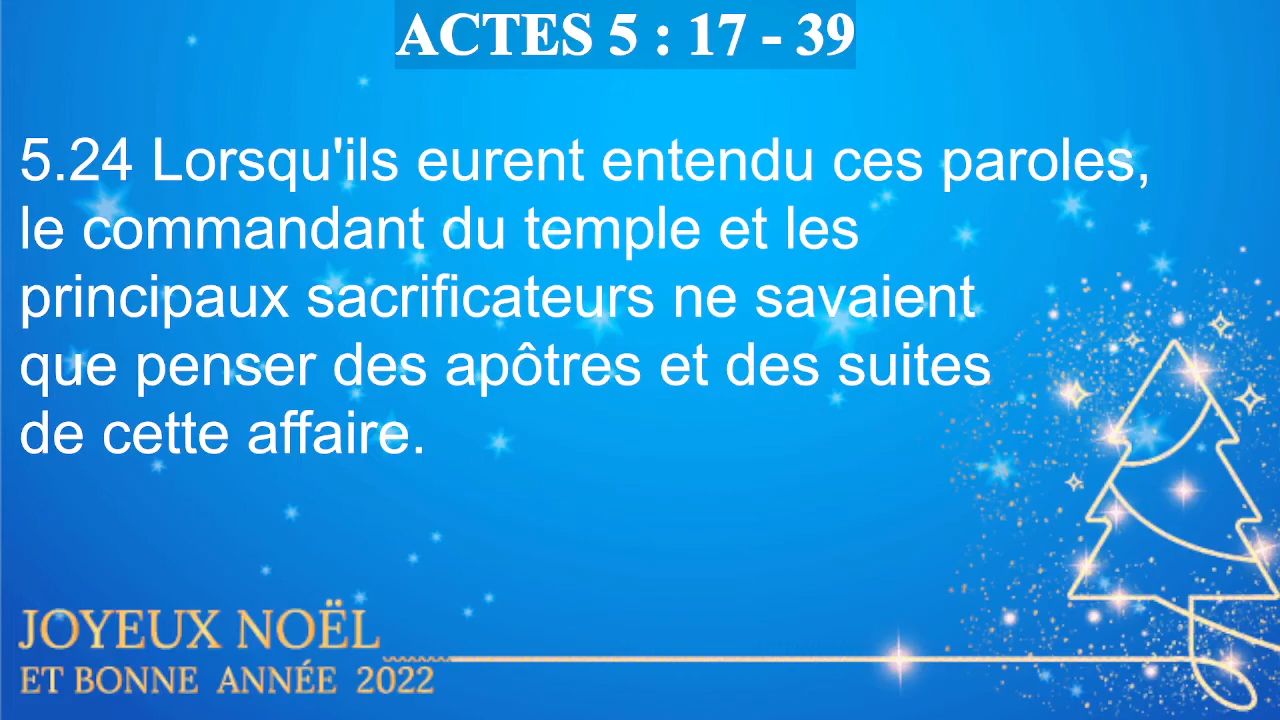 ACTES 5 : 17 - 39
5.24 Lorsqu'ils eurent entendu ces paroles,
le commandant du temple et les
principaux sacrificateurs ne savaient
que penser des apôtres et des suites
de cette affaire.
JOYEUX NOËL
ET BONNE ANNÉE 2022